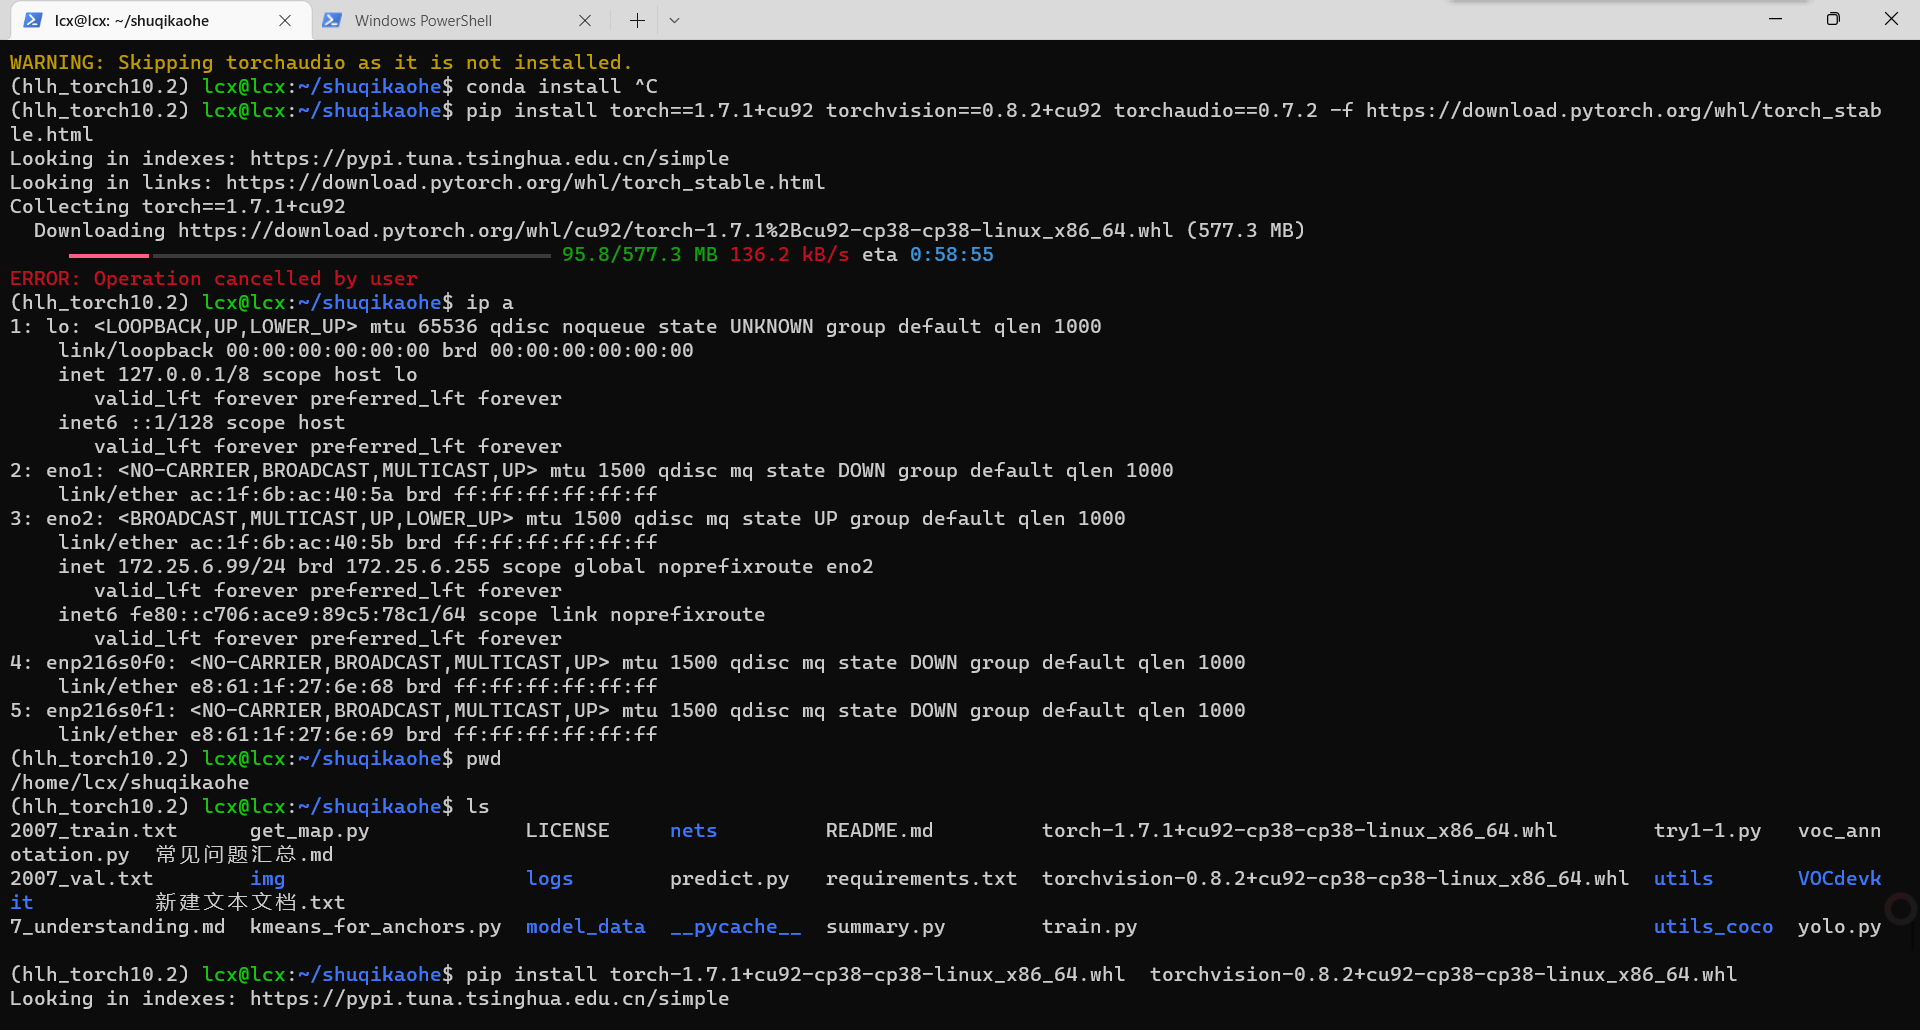 lcx@lcx: ~/shuqikaohe
Windows PowerShell
WARNING: Skipping torchaudio as it is not installed.
(hlh_torch10.2) lcx@lcx:~/shuqikaohe$ conda install ^C
(hlh_torch10.2) lcx@lcx:~/shuqikaohe$ pip install torch==1.7.1+cu92 torchvision==0.8.2+cu92 torchaudio==0.7.2 -f https://download.pytorch.org/whl/torch_stab
le.html
Looking in indexes: https://pypi.tuna.tsinghua.edu.cn/simple
Looking in links: https://download.pytorch.org/whl/torch_stable.html
Collecting torch==1.7.1+cu92
  Downloading https://download.pytorch.org/whl/cu92/torch-1.7.1%2Bcu92-cp38-cp38-linux_x86_64.whl (577.3 MB)
95.8/577.3 MB 136.2 kB/s eta 0:58:55
ERROR: Operation cancelled by user
(hlh_torch10.2) lcx@lcx:~/shuqikaohe$ ip a
1: lo: <LOOPBACK,UP,LOWER_UP> mtu 65536 qdisc noqueue state UNKNOWN group default qlen 1000
    link/loopback 00:00:00:00:00:00 brd 00:00:00:00:00:00
    inet 127.0.0.1/8 scope host lo
       valid_lft forever preferred_lft forever
    inet6 ::1/128 scope host
       valid_lft forever preferred_lft forever
2: eno1: <NO-CARRIER,BROADCAST,MULTICAST,UP> mtu 1500 qdisc mq state DOWN group default qlen 1000
    link/ether ac:1f:6b:ac:40:5a brd ff:ff:ff:ff:ff:ff
3: eno2: <BROADCAST,MULTICAST,UP,LOWER_UP> mtu 1500 qdisc mq state UP group default qlen 1000
    link/ether ac:1f:6b:ac:40:5b brd ff:ff:ff:ff:ff:ff
    inet 172.25.6.99/24 brd 172.25.6.255 scope global noprefixroute eno2
       valid_lft forever preferred_lft forever
    inet6 fe80::c706:ace9:89c5:78c1/64 scope link noprefixroute
       valid_lft forever preferred_lft forever
4: enp216s0f0: <NO-CARRIER,BROADCAST,MULTICAST,UP> mtu 1500 qdisc mq state DOWN group default qlen 1000
    link/ether e8:61:1f:27:6e:68 brd ff:ff:ff:ff:ff:ff
5: enp216s0f1: <NO-CARRIER,BROADCAST,MULTICAST,UP> mtu 1500 qdisc mq state DOWN group default qlen 1000
    link/ether e8:61:1f:27:6e:69 brd ff:ff:ff:ff:ff:ff
(hlh_torch10.2) lcx@lcx:~/shuqikaohe$ pwd
/home/lcx/shuqikaohe
(hlh_torch10.2) lcx@lcx:~/shuqikaohe$ ls
2007_train.txt      get_map.py             LICENSE     nets         README.md         torch-1.7.1+cu92-cp38-cp38-linux_x86_64.whl        try1-1.py   voc_ann
otation.py  常见问题汇总.md
2007_val.txt        img                    logs        predict.py   requirements.txt  torchvision-0.8.2+cu92-cp38-cp38-linux_x86_64.whl  utils       VOCdevk
it          新建文本文档.txt
7_understanding.md  kmeans_for_anchors.py  model_data  __pycache__  summary.py        train.py                                           utils_coco  yolo.py
(hlh_torch10.2) lcx@lcx:~/shuqikaohe$ pip install torch-1.7.1+cu92-cp38-cp38-linux_x86_64.whl  torchvision-0.8.2+cu92-cp38-cp38-linux_x86_64.whl
Looking in indexes: https://pypi.tuna.tsinghua.edu.cn/simple